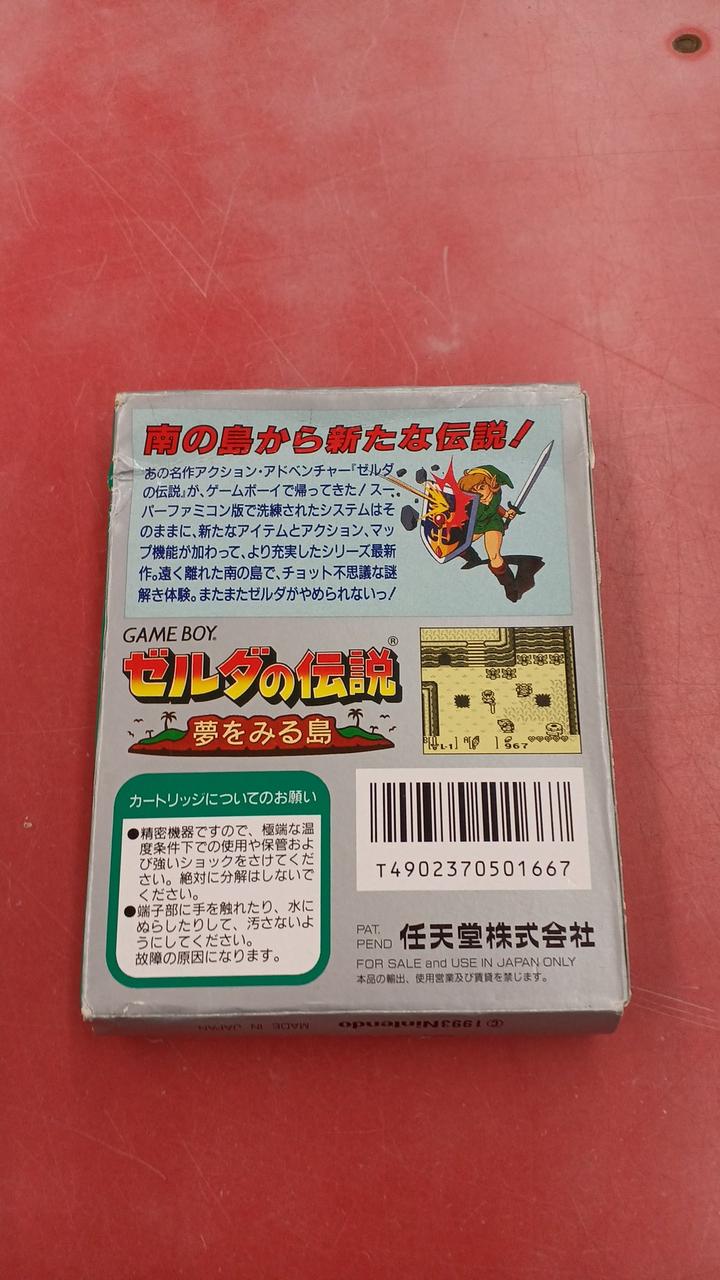 南の島から新たな伝説！
あの名作アクション・アドベンチャー『ゼルダ
の伝説』が、ゲームボーイで帰ってきた！スー
パーファミコン版で洗練されたシステムはそ
のままに、新たなアイテムとアクション、マッ
プ機能が加わって、より充実したシリーズ最新
作。遠く離れた南の島で、チョット不思議な謎
解き体験。またまたゼルダがやめられないっ！
GAME BOY®
ゼルダの伝説®
夢をみる島
B L-1 A 967
カートリッジについてのお願い
●精密機器ですので、極端な温
度条件下での使用や保管およ
び強いショックをさけてくだ
さい。絶対に分解はしないで
ください。
●端子部に手を触れたり、水に
ぬらしたりして、汚さないよ
うにしてください。
故障の原因になります。
T4902370501667
PAT.
PEND
任天堂株式会社
FOR SALE and USE IN JAPAN ONLY
本品の輸出、使用営業及び賃貸を禁じます。
©1993 Nintendo
MADE IN JAPAN